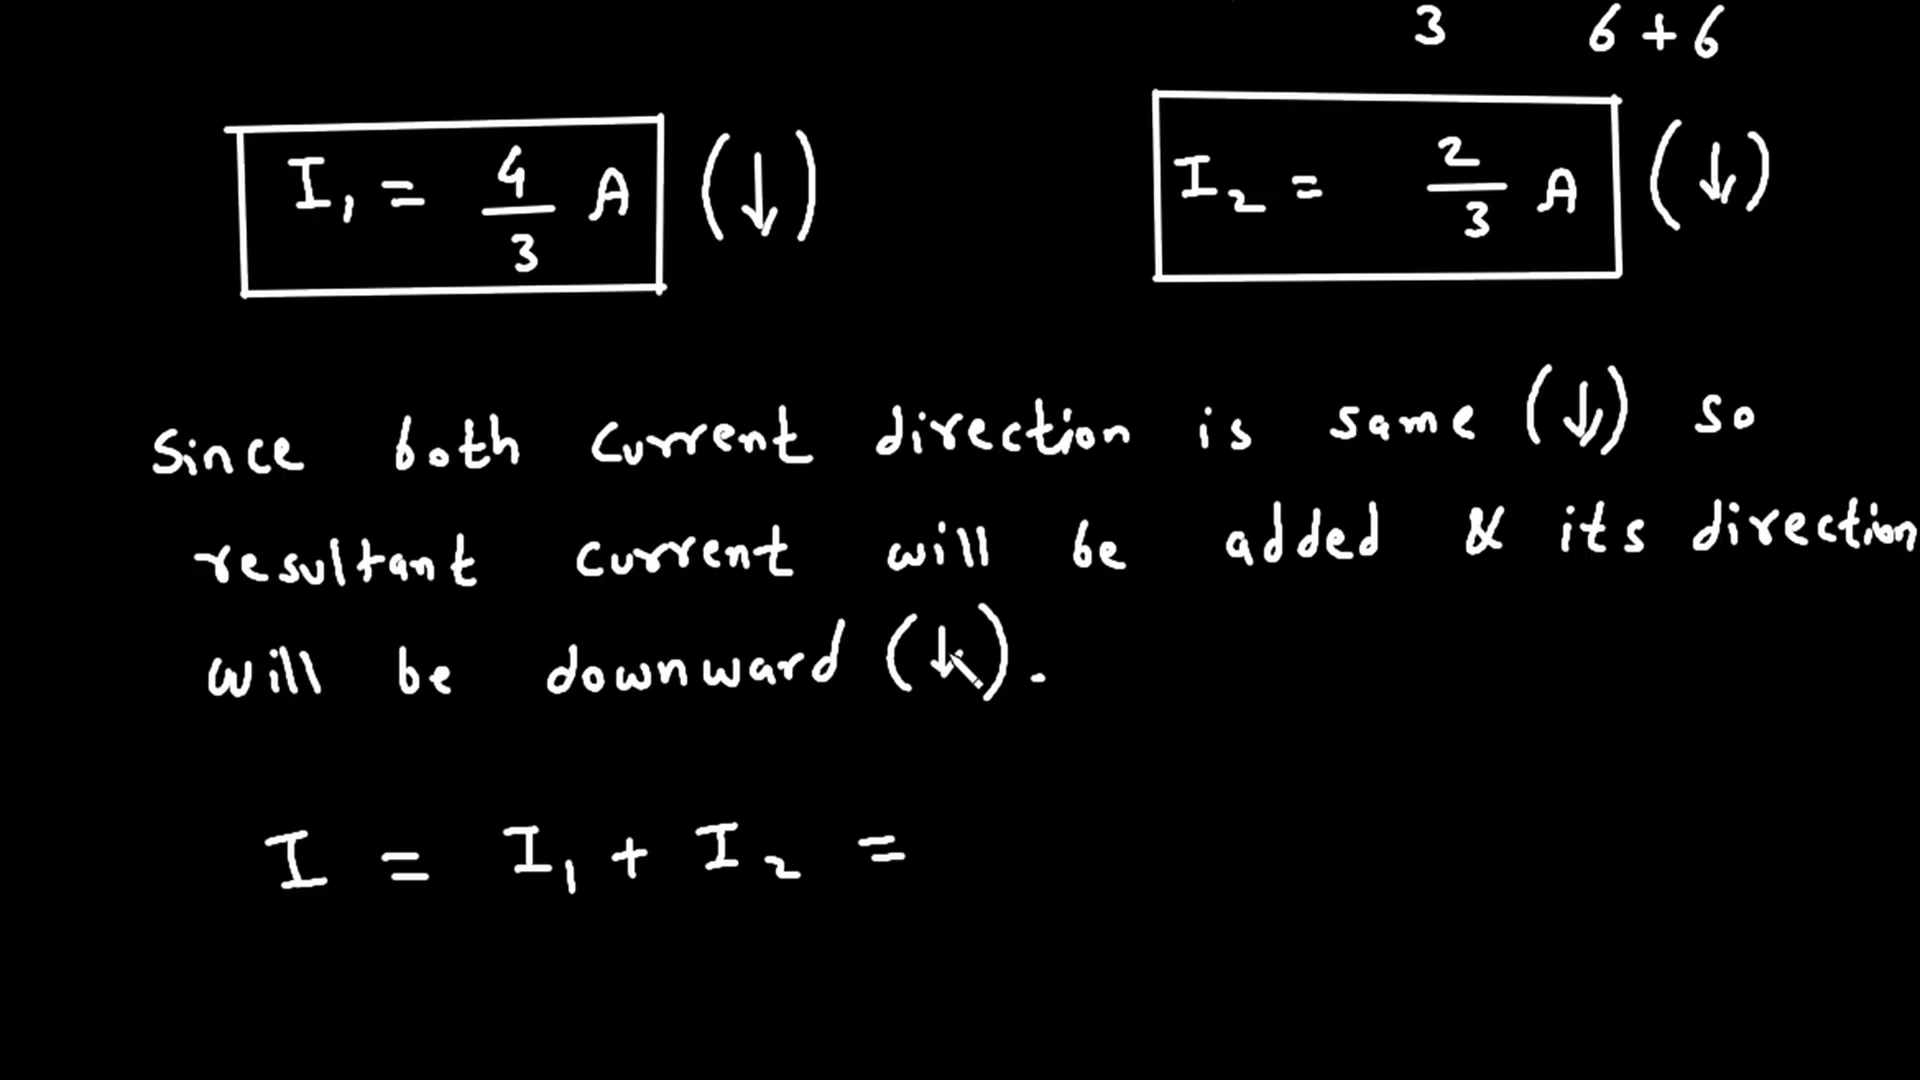 3 6 + 6
I₁ = 4/3 A (↓) I₂ = 2/3 A (↓)
Since both current direction is same (↓) so
resultant current will be added & its direction
will be downward (↓).
I = I₁ + I₂ =